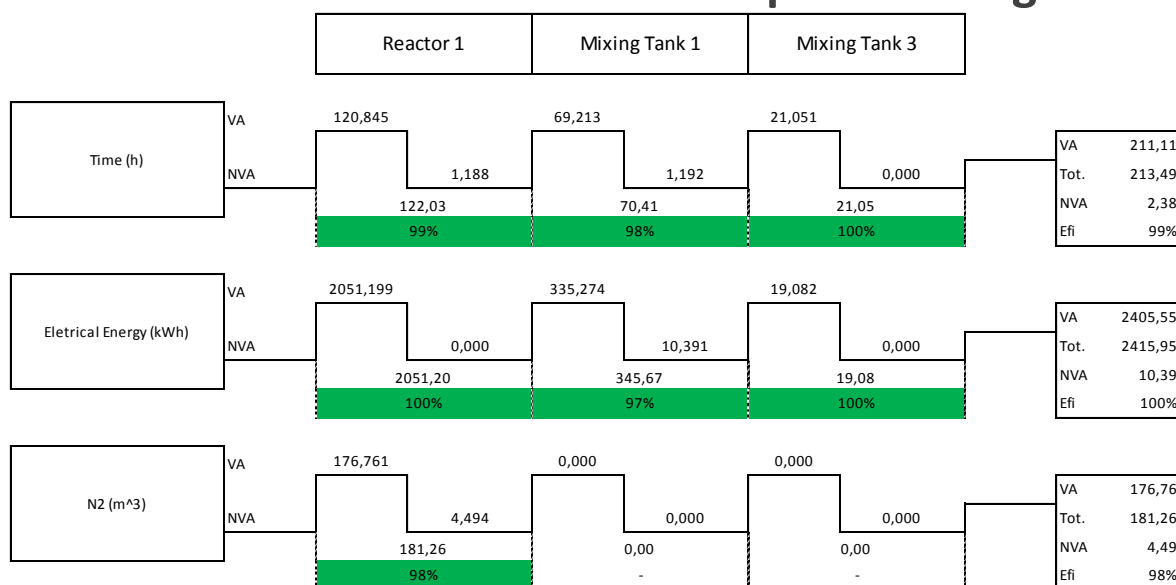 Reactor 1 Mixing Tank 1 Mixing Tank 3
VA 120,845 69,213 21,051
Time (h)
VA 211,11
NVA 1,188 1,192 0,000
Tot. 213,49
122,03 70,41 21,05
NVA 2,38
99% 98% 100%
Efi 99%
VA 2051,199 335,274 19,082
Eletrical Energy (kWh)
VA 2405,55
NVA 0,000 10,391 0,000
Tot. 2415,95
2051,20 345,67 19,08
NVA 10,39
100% 97% 100%
Efi 100%
VA 176,761 0,000 0,000
N2 (m^3)
VA 176,76
NVA 4,494 0,000 0,000
Tot. 181,26
181,26 0,00 0,00
NVA 4,49
98% - -
Efi 98%